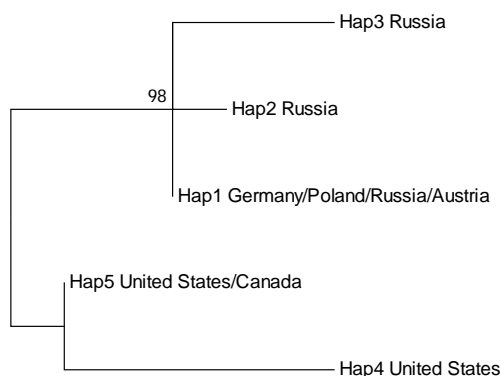 Hap3 Russia
98
Hap2 Russia
Hap1 Germany/Poland/Russia/Austria
Hap5 United States/Canada
Hap4 United States